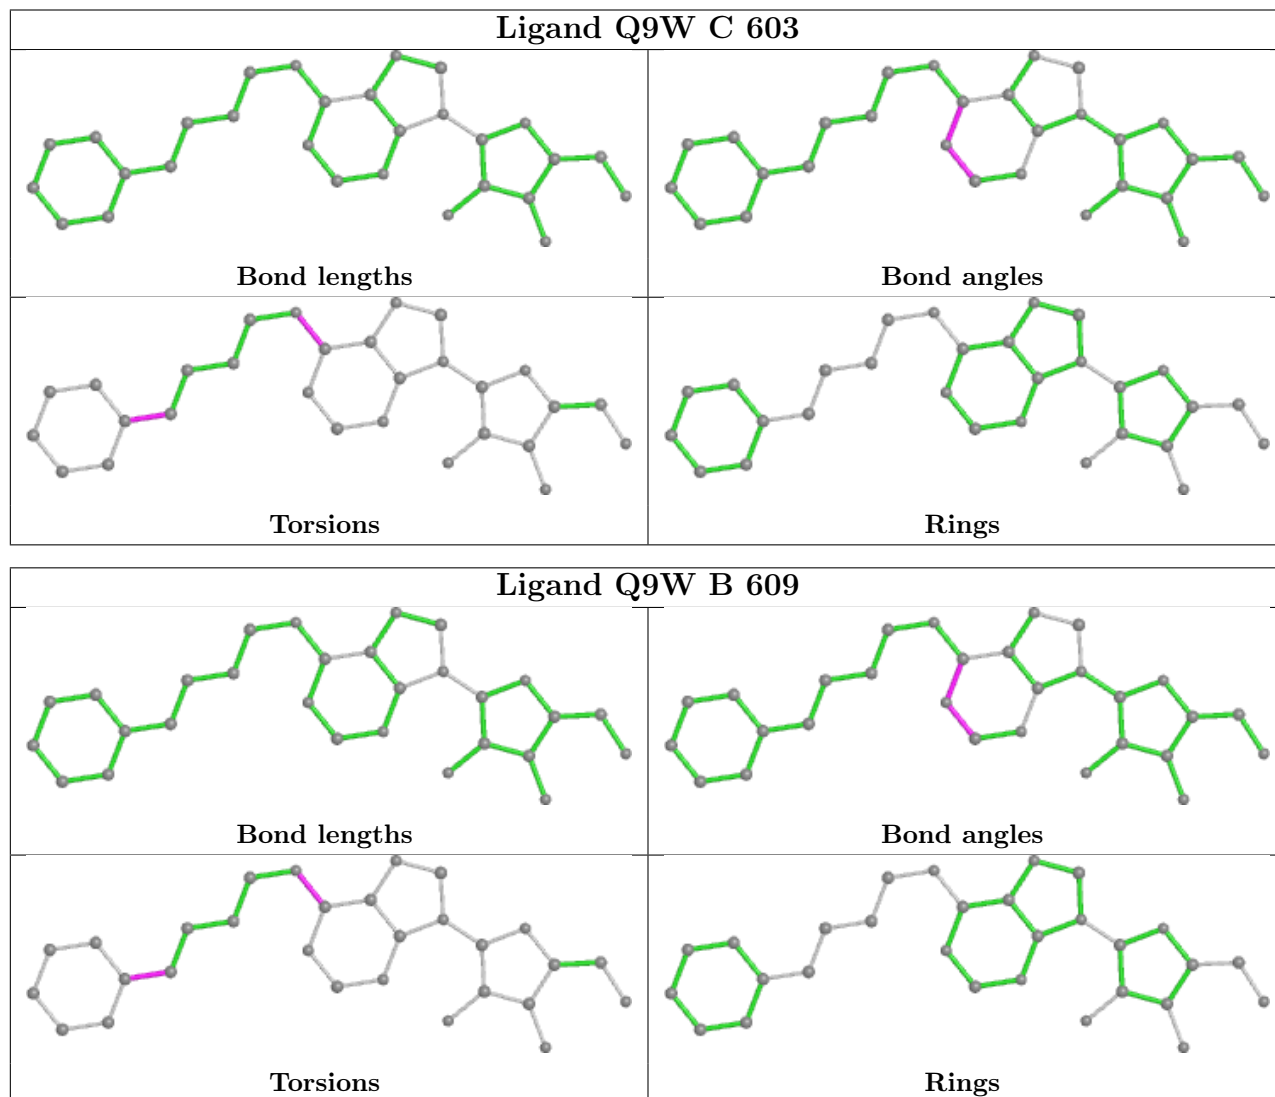 Ligand Q9W C 603
Bond lengths
Bond angles
Torsions
Rings
Ligand Q9W B 609
Bond lengths
Bond angles
Torsions
Rings